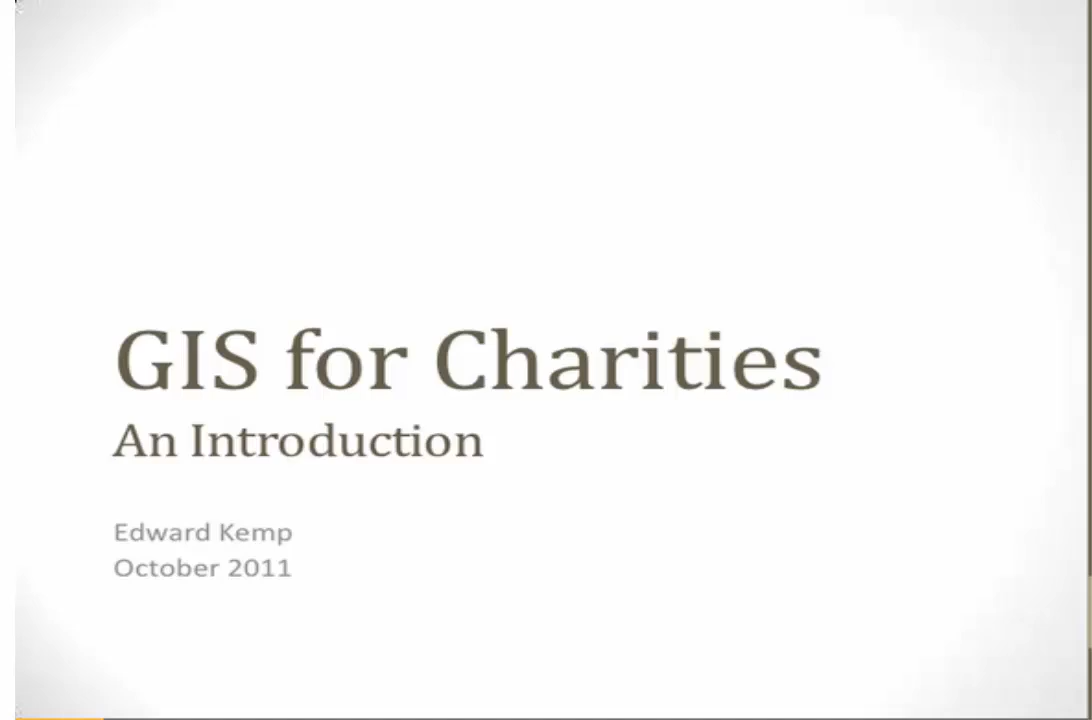 GIS for Charities
An Introduction
Edward Kemp
October 2011